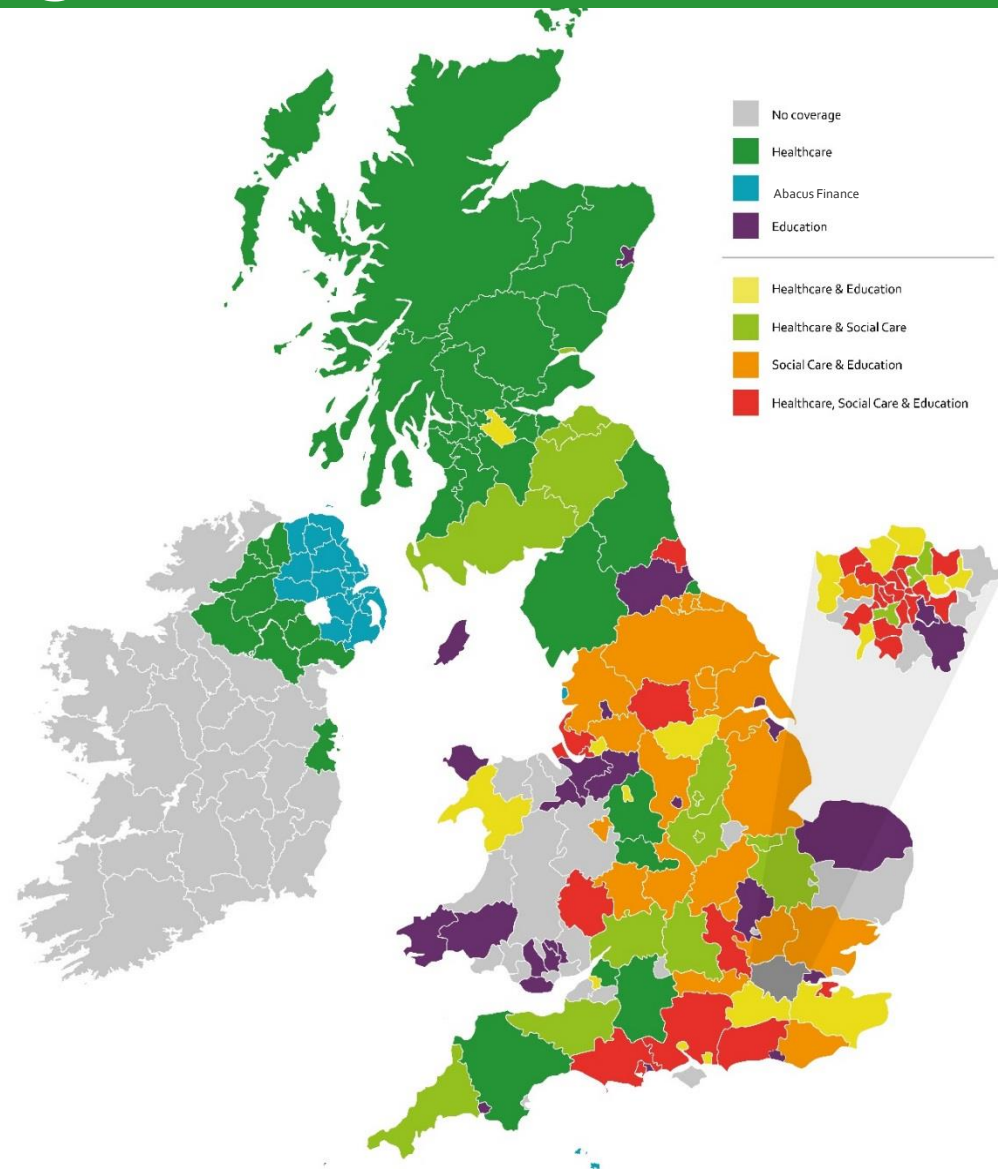 No coverage
Healthcare
Abacus Finance
Education
Healthcare & Education
Healthcare & Social Care
Social Care & Education
Healthcare, Social Care & Education